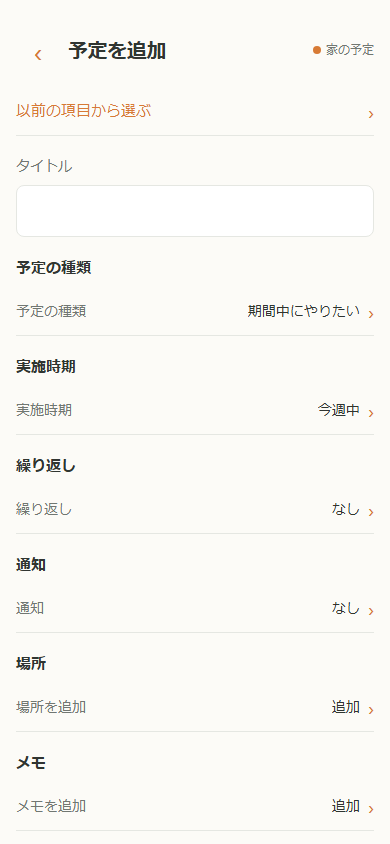 ‹ 予定を追加 家の予定
以前の項目から選ぶ ›
タイトル
予定の種類
予定の種類 期間中にやりたい ›
実施時期
実施時期 今週中 ›
繰り返し
繰り返し なし ›
通知
通知 なし ›
場所
場所を追加 追加 ›
メモ
メモを追加 追加 ›